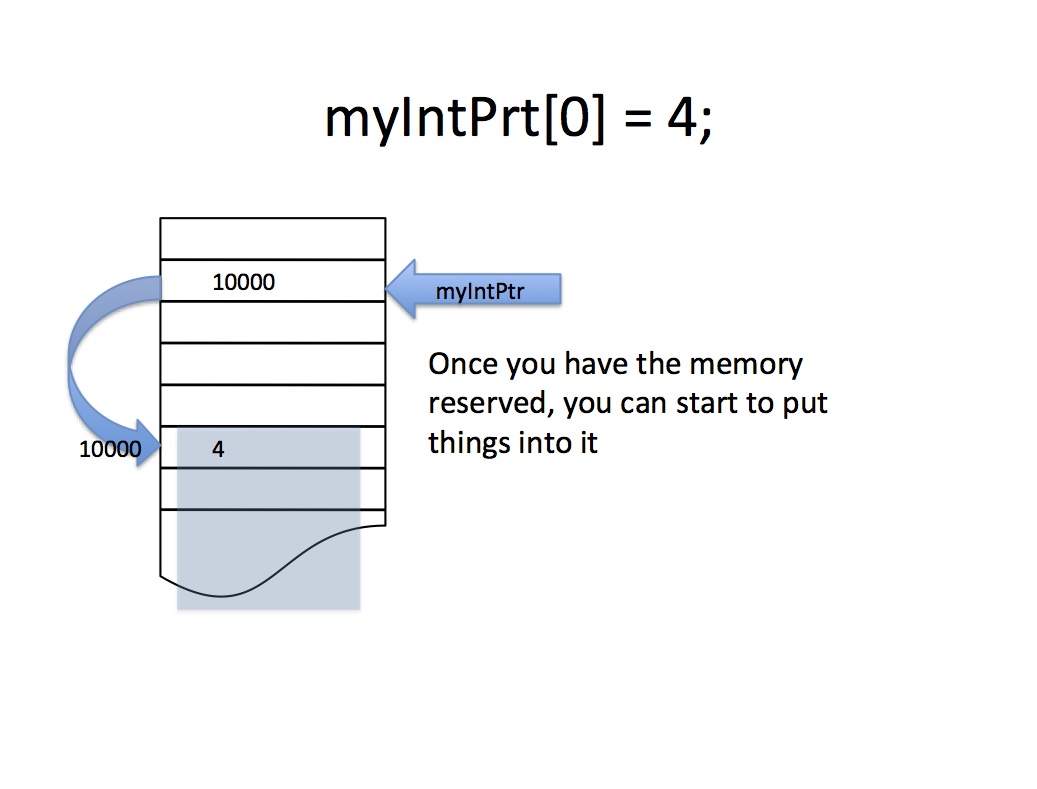 myIntPrt[0] = 4;
10000
myIntPtr
Once you have the memory
reserved, you can start to put
things into it
10000
4